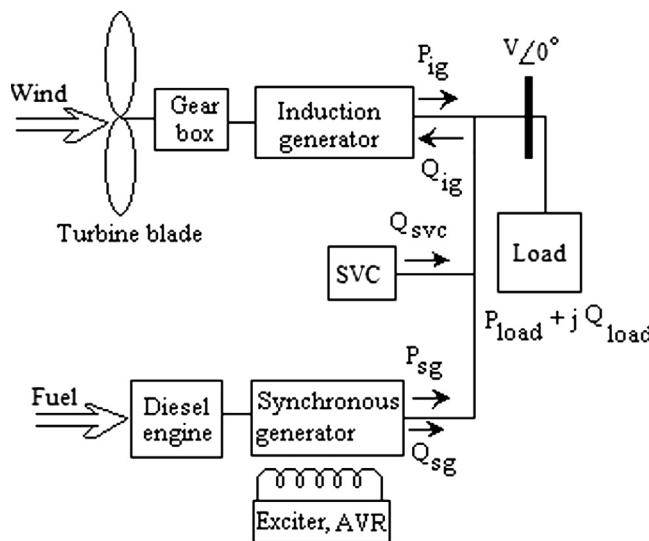 Wind
Turbine blade
Gear
box
Induction
generator
P_ig
Q_ig
V∠0°
Q_svc
SVC
Load
P_load + j Q_load
Fuel
Diesel
engine
Synchronous
generator
P_sg
Q_sg
Exciter, AVR